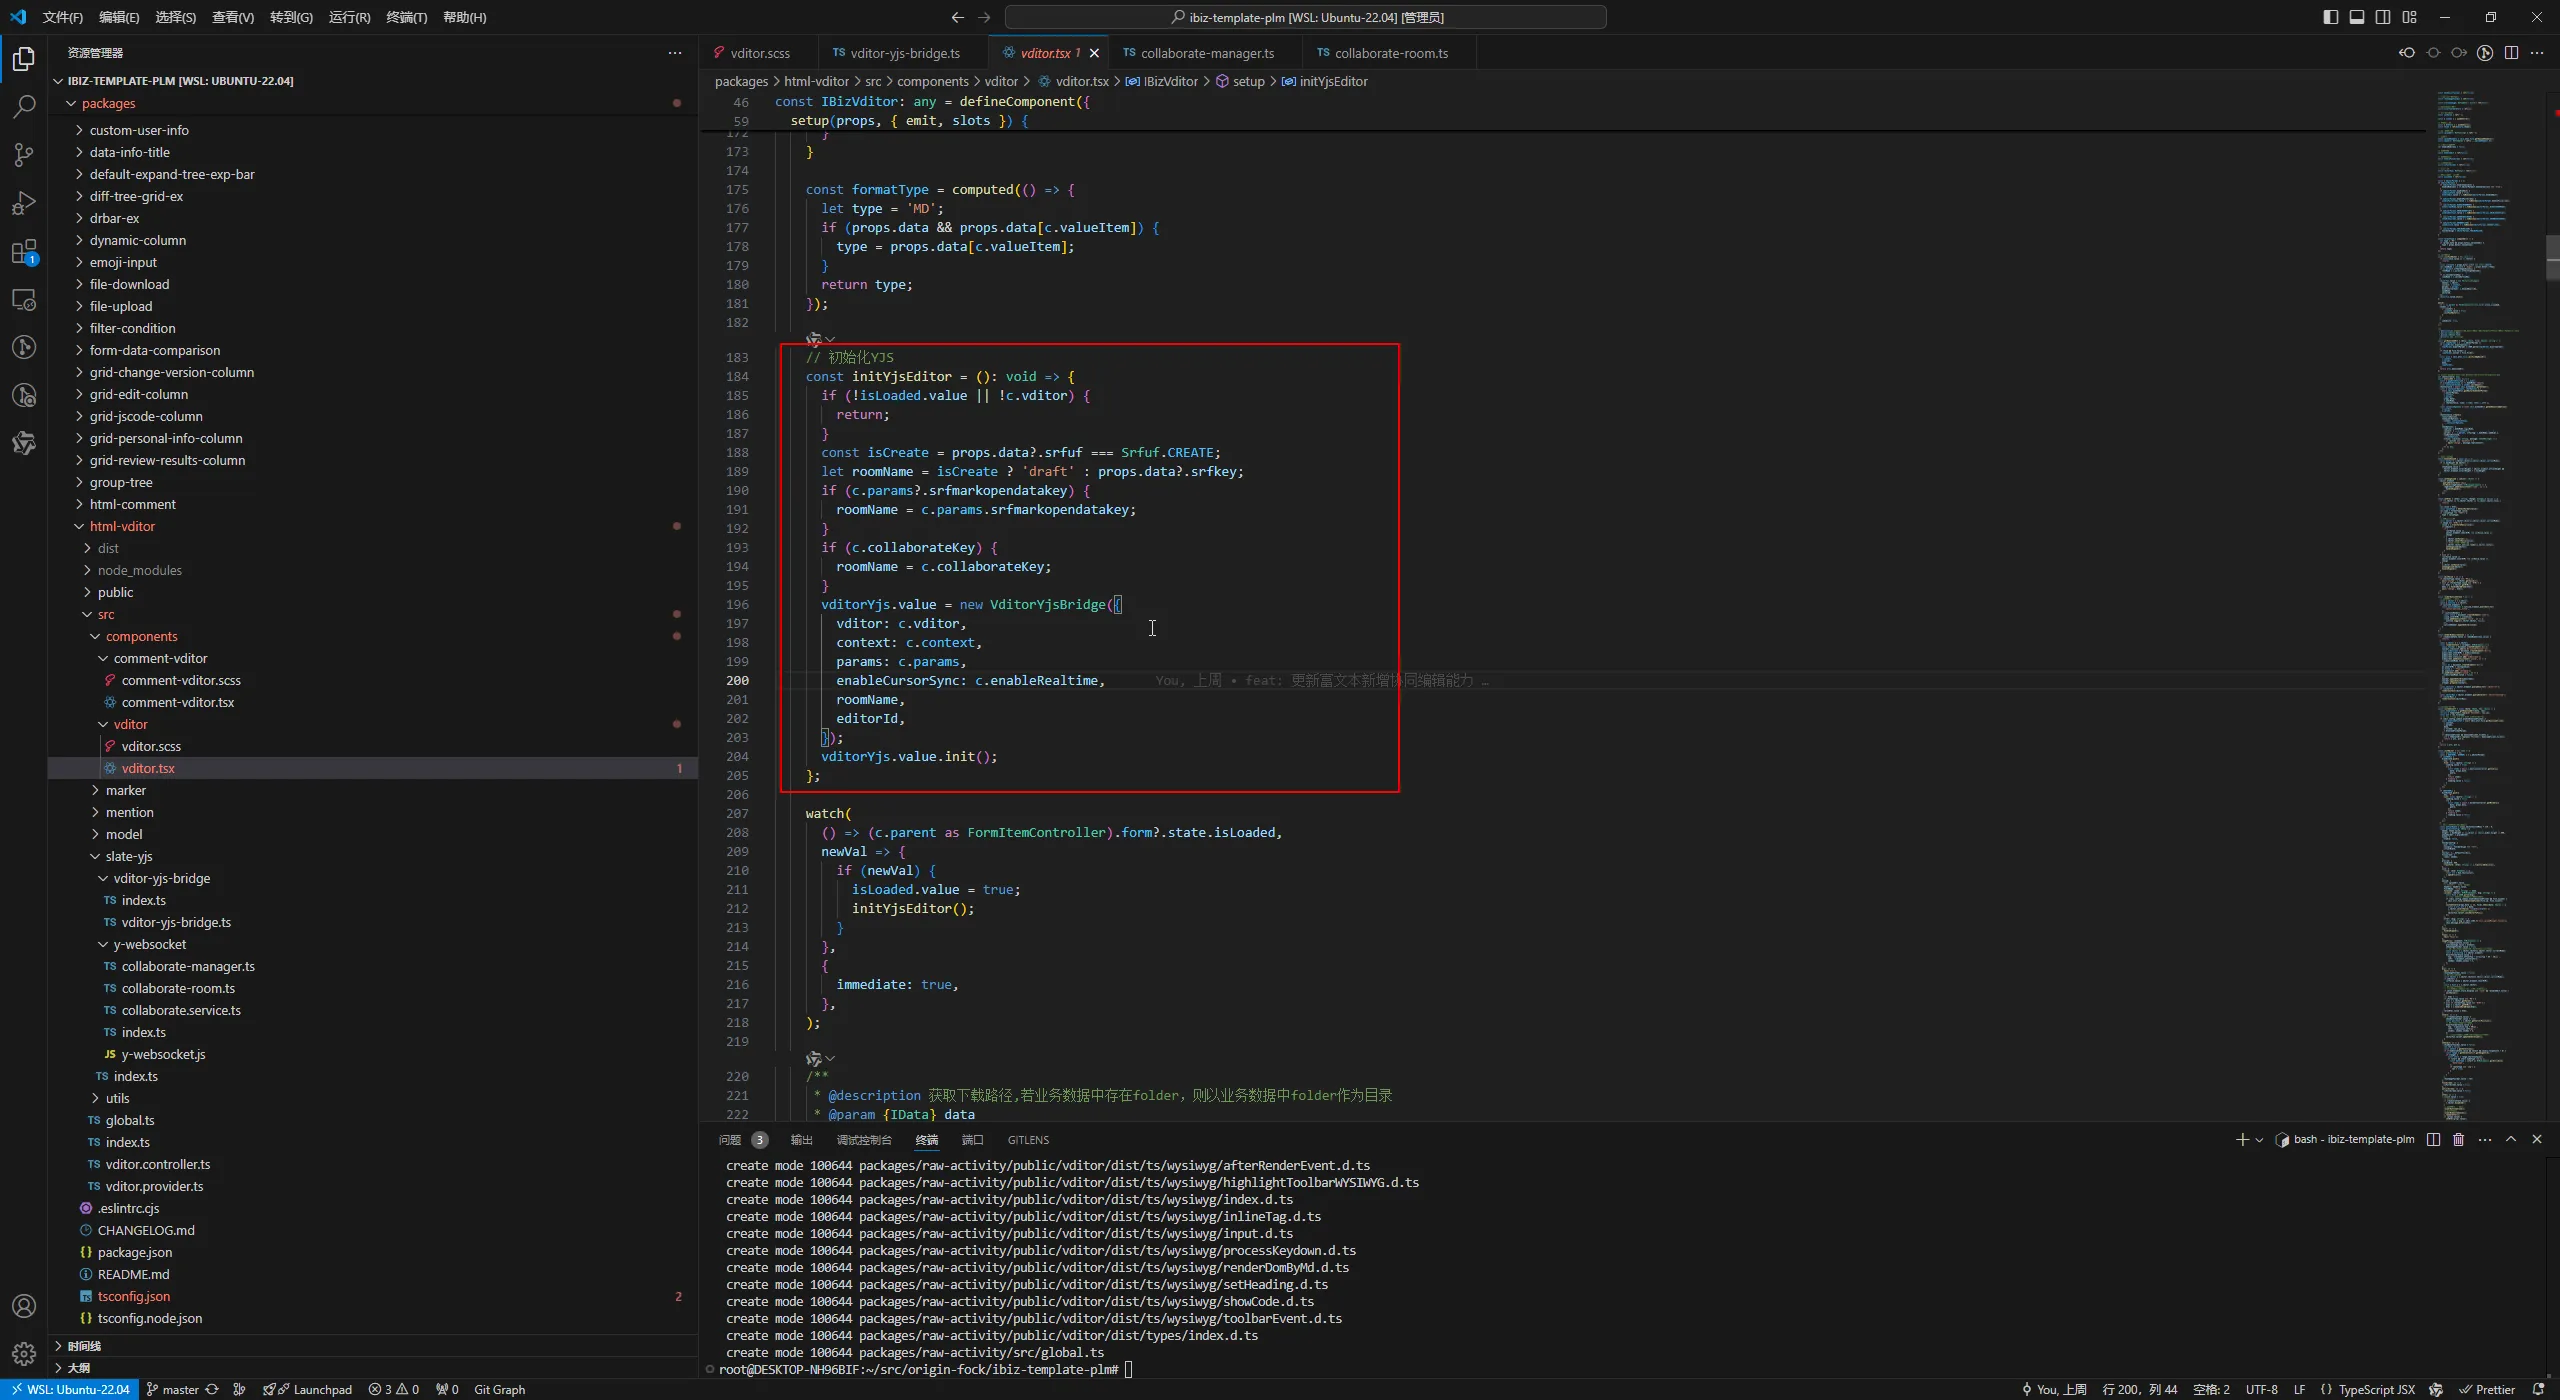 文件(F) 编辑(E) 选择(S) 查看(V) 转到(G) 运行(R) 终端(T) 帮助(H)
ibiz-template-plm [WSL: Ubuntu-22.04] [管理员]
资源管理器
IBIZ-TEMPLATE-PLM [WSL: UBUNTU-22.04]
packages
custom-user-info
data-info-title
default-expand-tree-exp-bar
diff-tree-grid-ex
drbar-ex
dynamic-column
emoji-input
file-download
file-upload
filter-condition
form-data-comparison
grid-change-version-column
grid-edit-column
grid-jscode-column
grid-personal-info-column
grid-review-results-column
group-tree
html-comment
html-vditor
dist
node_modules
public
src
components
comment-vditor
comment-vditor.scss
comment-vditor.tsx
vditor
vditor.scss
vditor.tsx 1
marker
mention
model
slate-yjs
vditor-yjs-bridge
TS index.ts
TS vditor-yjs-bridge.ts
y-websocket
TS collaborate-manager.ts
TS collaborate-room.ts
TS collaborate.service.ts
TS index.ts
JS y-websocket.js
TS index.ts
utils
TS global.ts
TS index.ts
TS vditor.controller.ts
TS vditor.provider.ts
.eslintrc.cjs
CHANGELOG.md
{} package.json
README.md
tsconfig.json 2
{} tsconfig.node.json
时间线
大纲
1
vditor.scss TS vditor-yjs-bridge.ts vditor.tsx 1 TS collaborate-manager.ts TS collaborate-room.ts
packages > html-vditor > src > components > vditor > vditor.tsx > IBizVditor > setup > initYjsEditor
46 const IBizVditor: any = defineComponent({
59 setup(props, { emit, slots }) {
172 }
173 }
174
175 const formatType = computed(() => {
176 let type = 'MD';
177 if (props.data && props.data[c.valueItem]) {
178 type = props.data[c.valueItem];
179 }
180 return type;
181 });
182
183 // 初始化YJS
184 const initYjsEditor = (): void => {
185 if (!isLoaded.value || !c.vditor) {
186 return;
187 }
188 const isCreate = props.data?.srfuf === Srfuf.CREATE;
189 let roomName = isCreate ? 'draft' : props.data?.srfkey;
190 if (c.params?.srfmarkopendatakey) {
191 roomName = c.params.srfmarkopendatakey;
192 }
193 if (c.collaborateKey) {
194 roomName = c.collaborateKey;
195 }
196 vditorYjs.value = new VditorYjsBridge({
197 vditor: c.vditor,
198 context: c.context,
199 params: c.params,
200 enableCursorSync: c.enableRealtime, You, 上周 • feat: 更新富文本新增协同编辑能力 …
201 roomName,
202 editorId,
203 });
204 vditorYjs.value.init();
205 };
206
207 watch(
208 () => (c.parent as FormItemController).form?.state.isLoaded,
209 newVal => {
210 if (newVal) {
211 isLoaded.value = true;
212 initYjsEditor();
213 }
214 },
215 {
216 immediate: true,
217 },
218 );
219
220 /**
221 * @description 获取下载路径,若业务数据中存在folder，则以业务数据中folder作为目录
222 * @param {IData} data
问题 3 输出 调试控制台 终端 端口 GITLENS bash - ibiz-template-plm
create mode 100644 packages/raw-activity/public/vditor/dist/ts/wysiwyg/afterRenderEvent.d.ts
create mode 100644 packages/raw-activity/public/vditor/dist/ts/wysiwyg/highlightToolbarWYSIWYG.d.ts
create mode 100644 packages/raw-activity/public/vditor/dist/ts/wysiwyg/index.d.ts
create mode 100644 packages/raw-activity/public/vditor/dist/ts/wysiwyg/inlineTag.d.ts
create mode 100644 packages/raw-activity/public/vditor/dist/ts/wysiwyg/input.d.ts
create mode 100644 packages/raw-activity/public/vditor/dist/ts/wysiwyg/processKeydown.d.ts
create mode 100644 packages/raw-activity/public/vditor/dist/ts/wysiwyg/renderDomByMd.d.ts
create mode 100644 packages/raw-activity/public/vditor/dist/ts/wysiwyg/setHeading.d.ts
create mode 100644 packages/raw-activity/public/vditor/dist/ts/wysiwyg/showCode.d.ts
create mode 100644 packages/raw-activity/public/vditor/dist/ts/wysiwyg/toolbarEvent.d.ts
create mode 100644 packages/raw-activity/public/vditor/dist/types/index.d.ts
create mode 100644 packages/raw-activity/src/global.ts
root@DESKTOP-NH96BIF:~/src/origin-fock/ibiz-template-plm#
WSL: Ubuntu-22.04 master Launchpad 3 0 0 Git Graph You, 上周 行 200，列 44 空格: 2 UTF-8 LF {} TypeScript JSX Prettier